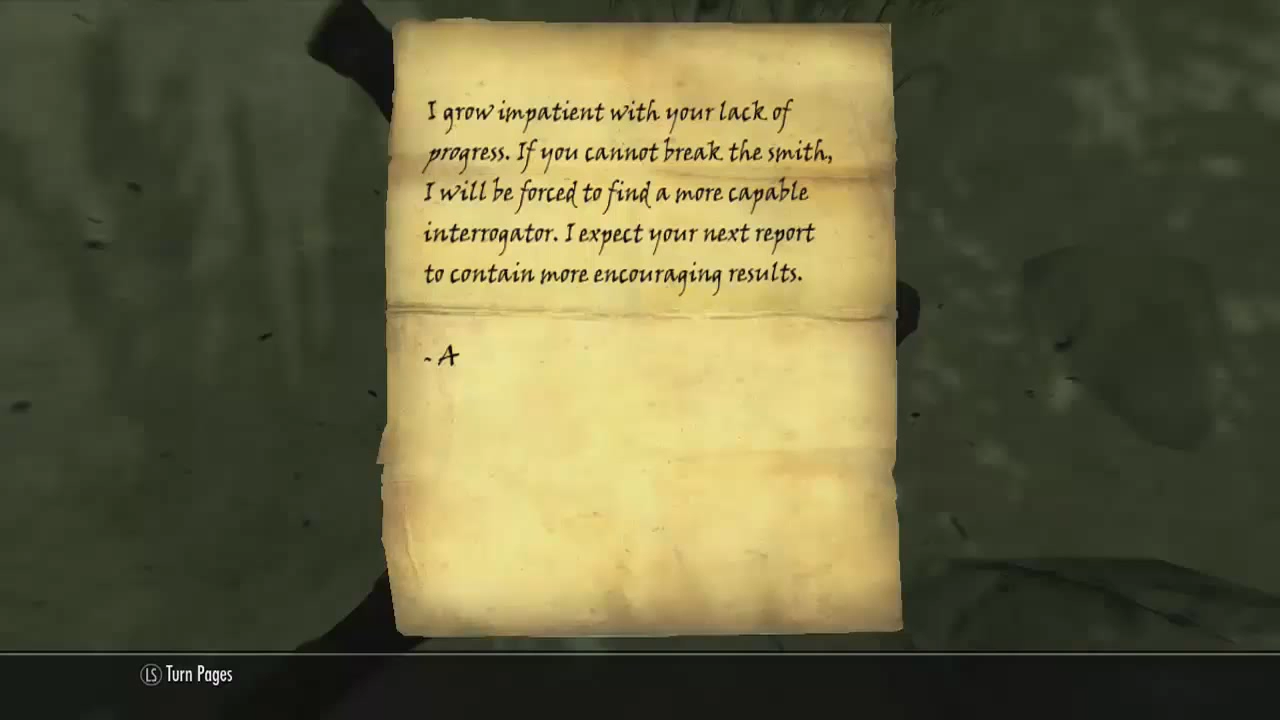 I grow impatient with your lack of
progress. If you cannot break the smith,
I will be forced to find a more capable
interrogator. I expect your next report
to contain more encouraging results.
- A
LS Turn Pages